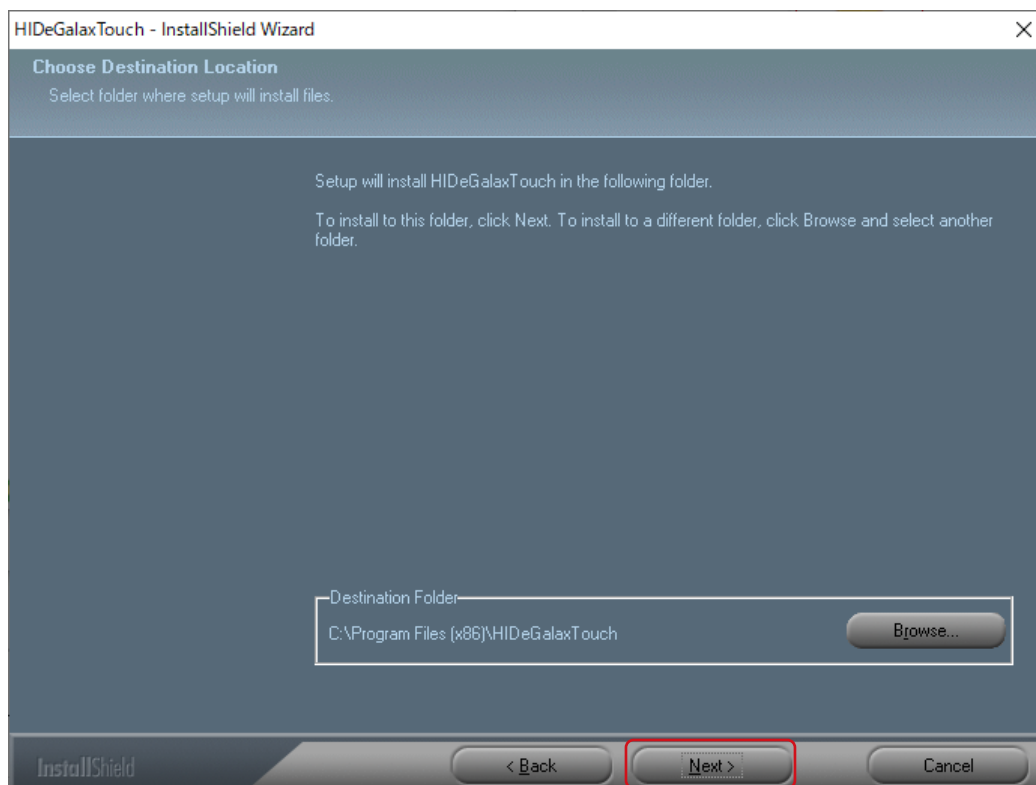 HIDeGalaxTouch - InstallShield Wizard
Choose Destination Location
Select folder where setup will install files.
Setup will install HIDeGalaxTouch in the following folder.
To install to this folder, click Next. To install to a different folder, click Browse and select another
folder.
Destination Folder
C:\Program Files (x86)\HIDeGalaxTouch
Browse...
InstallShield
< Back
Next >
Cancel